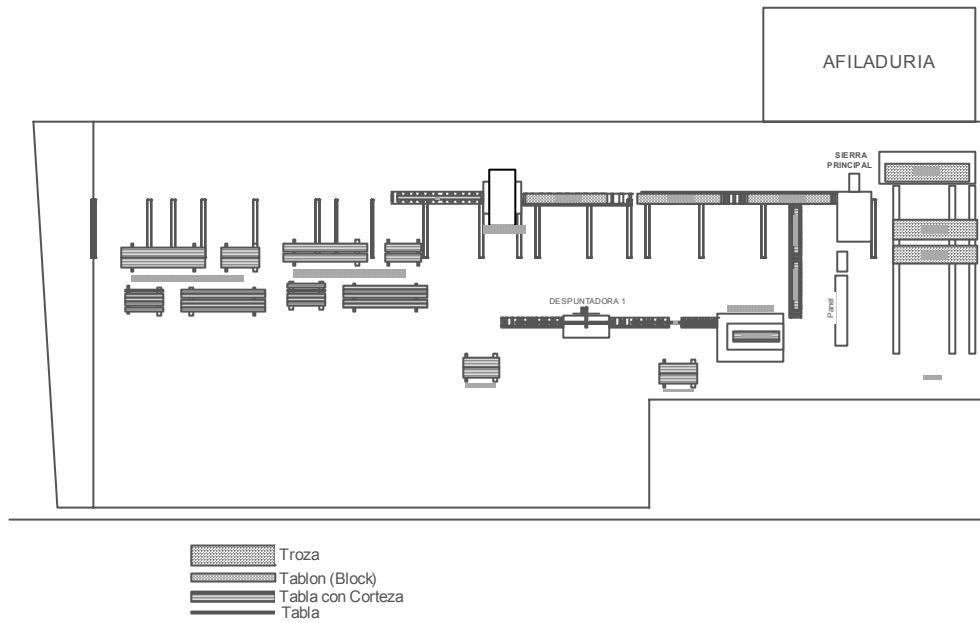 AFILADURIA
SIERRA
PRINCIPAL
DESPUNTADORA 1
Panel
Troza
Tablon (Block)
Tabla con Corteza
Tabla